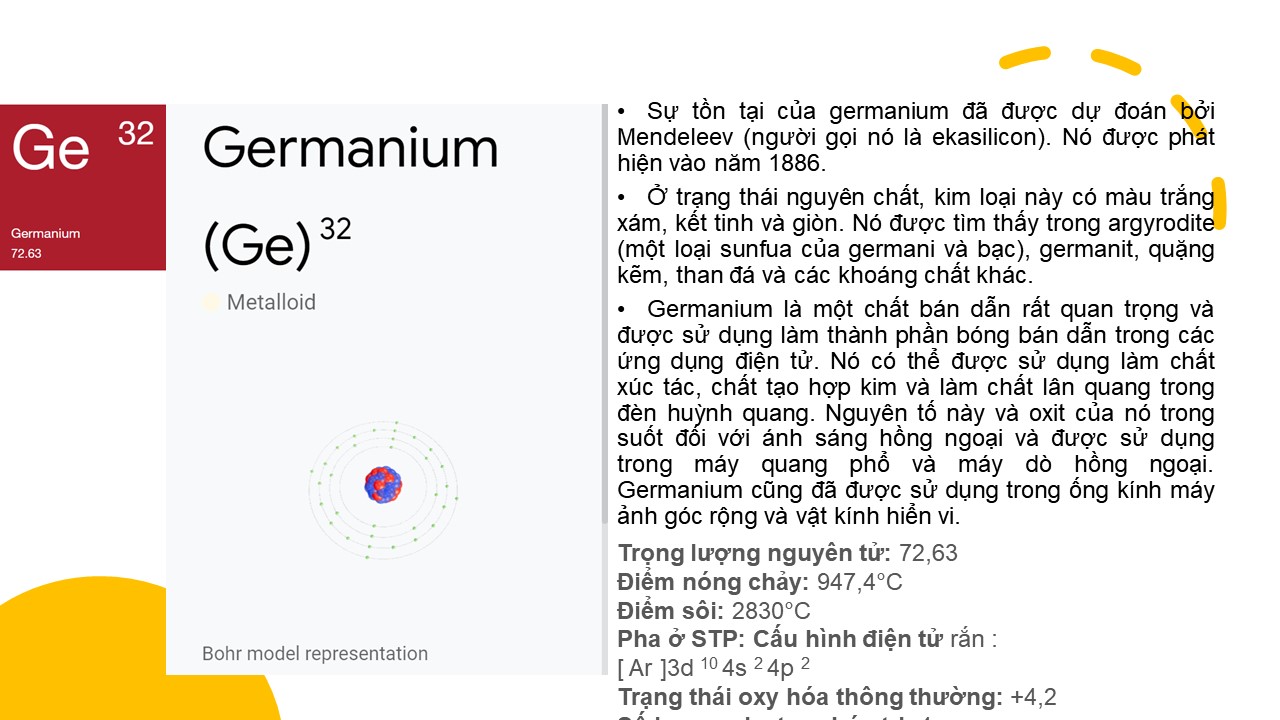 Ge 32
Germanium
72.63
Germanium
(Ge) 32
Metalloid
Bohr model representation
• Sự tồn tại của germanium đã được dự đoán bởi
Mendeleev (người gọi nó là ekasilicon). Nó được phát
hiện vào năm 1886.
• Ở trạng thái nguyên chất, kim loại này có màu trắng
xám, kết tinh và giòn. Nó được tìm thấy trong argyrodite
(một loại sunfua của germani và bạc), germanit, quặng
kẽm, than đá và các khoáng chất khác.
• Germanium là một chất bán dẫn rất quan trọng và
được sử dụng làm thành phần bóng bán dẫn trong các
ứng dụng điện tử. Nó có thể được sử dụng làm chất
xúc tác, chất tạo hợp kim và làm chất lân quang trong
đèn huỳnh quang. Nguyên tố này và oxit của nó trong
suốt đối với ánh sáng hồng ngoại và được sử dụng
trong máy quang phổ và máy dò hồng ngoại.
Germanium cũng đã được sử dụng trong ống kính máy
ảnh góc rộng và vật kính hiển vi.
Trọng lượng nguyên tử: 72,63
Điểm nóng chảy: 947,4°C
Điểm sôi: 2830°C
Pha ở STP: Cấu hình điện tử rắn :
[ Ar ]3d 10 4s 2 4p 2
Trạng thái oxy hóa thông thường: +4,2